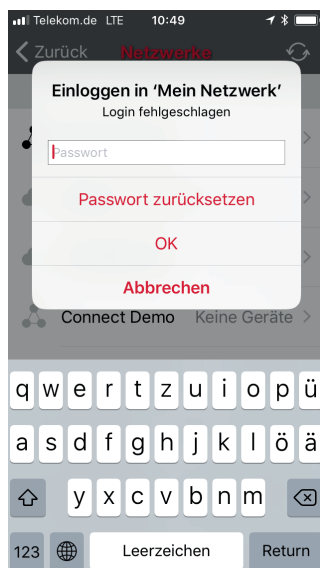 Telekom.de LTE 10:49
Zurück Netzwerke
Einloggen in ‘Mein Netzwerk’
Login fehlgeschlagen
Passwort
Passwort zurücksetzen
OK
Abbrechen
Connect Demo Keine Geräte
q w e r t z u i o p ü
a s d f g h j k l ö ä
y x c v b n m
123 Leerzeichen Return